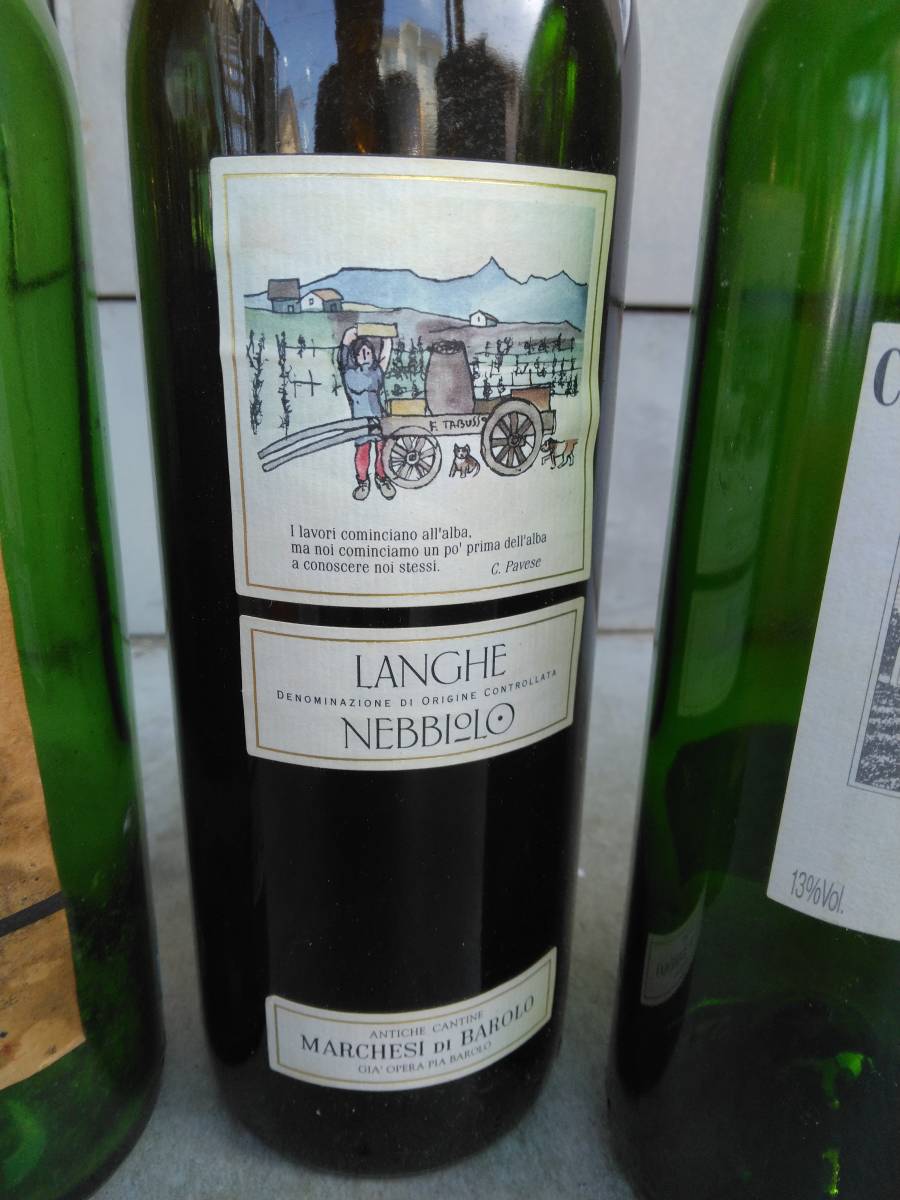 F. TABUSSO
I lavori cominciano all'alba,
ma noi cominciamo un po' prima dell'alba
a conoscere noi stessi.
C. Pavese
LANGHE
DENOMINAZIONE DI ORIGINE CONTROLLATA
NEBBIOLO
ANTICHE CANTINE
MARCHESI DI BAROLO
GIA' OPERA PIA BAROLO
C
13%Vol.